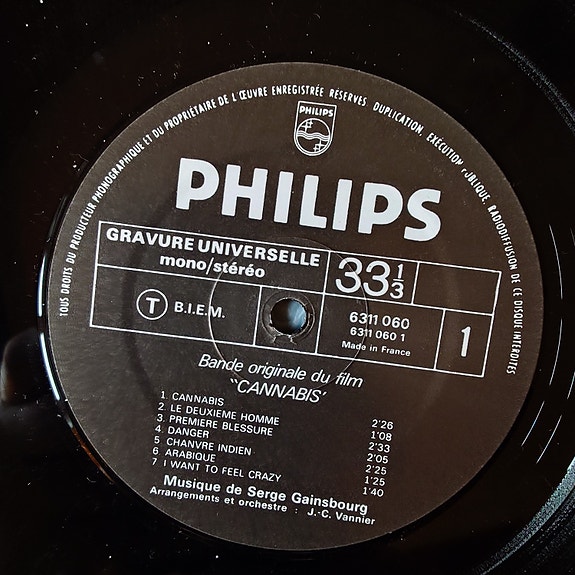 TOUS DROITS DU PRODUCTEUR PHONOGRAPHIQUE ET DU PROPRIÉTAIRE DE L'ŒUVRE ENREGISTRÉE RÉSERVÉS. DUPLICATION, EXÉCUTION PUBLIQUE, RADIODIFFUSION DE CE DISQUE INTERDITES
PHILIPS
PHILIPS
GRAVURE UNIVERSELLE
mono/stéréo
33 1/3
T B.I.E.M.
6311 060
6311 060 1
Made in France
1
Bande originale du film
"CANNABIS'
1. CANNABIS 2'26
2. LE DEUXIEME HOMME 1'08
3. PREMIERE BLESSURE 2'33
4. DANGER 2'05
5 CHANVRE INDIEN 2'25
6. ARABIQUE 1'25
7 I WANT TO FEEL CRAZY 1'40
Musique de Serge Gainsbourg
Arrangements et orchestre : J.-C. Vannier